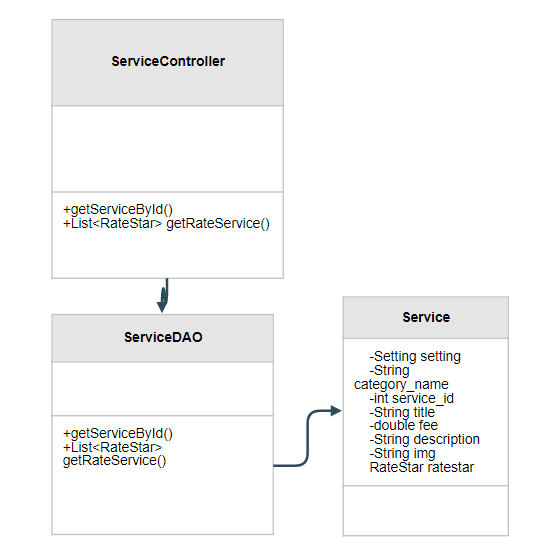 ServiceController
+getServiceById()
+List<RateStar> getRateService()
ServiceDAO
+getServiceById()
+List<RateStar>
getRateService()
Service
-Setting setting
-String
category_name
-int service_id
-String title
-double fee
-String description
-String img
RateStar ratestar